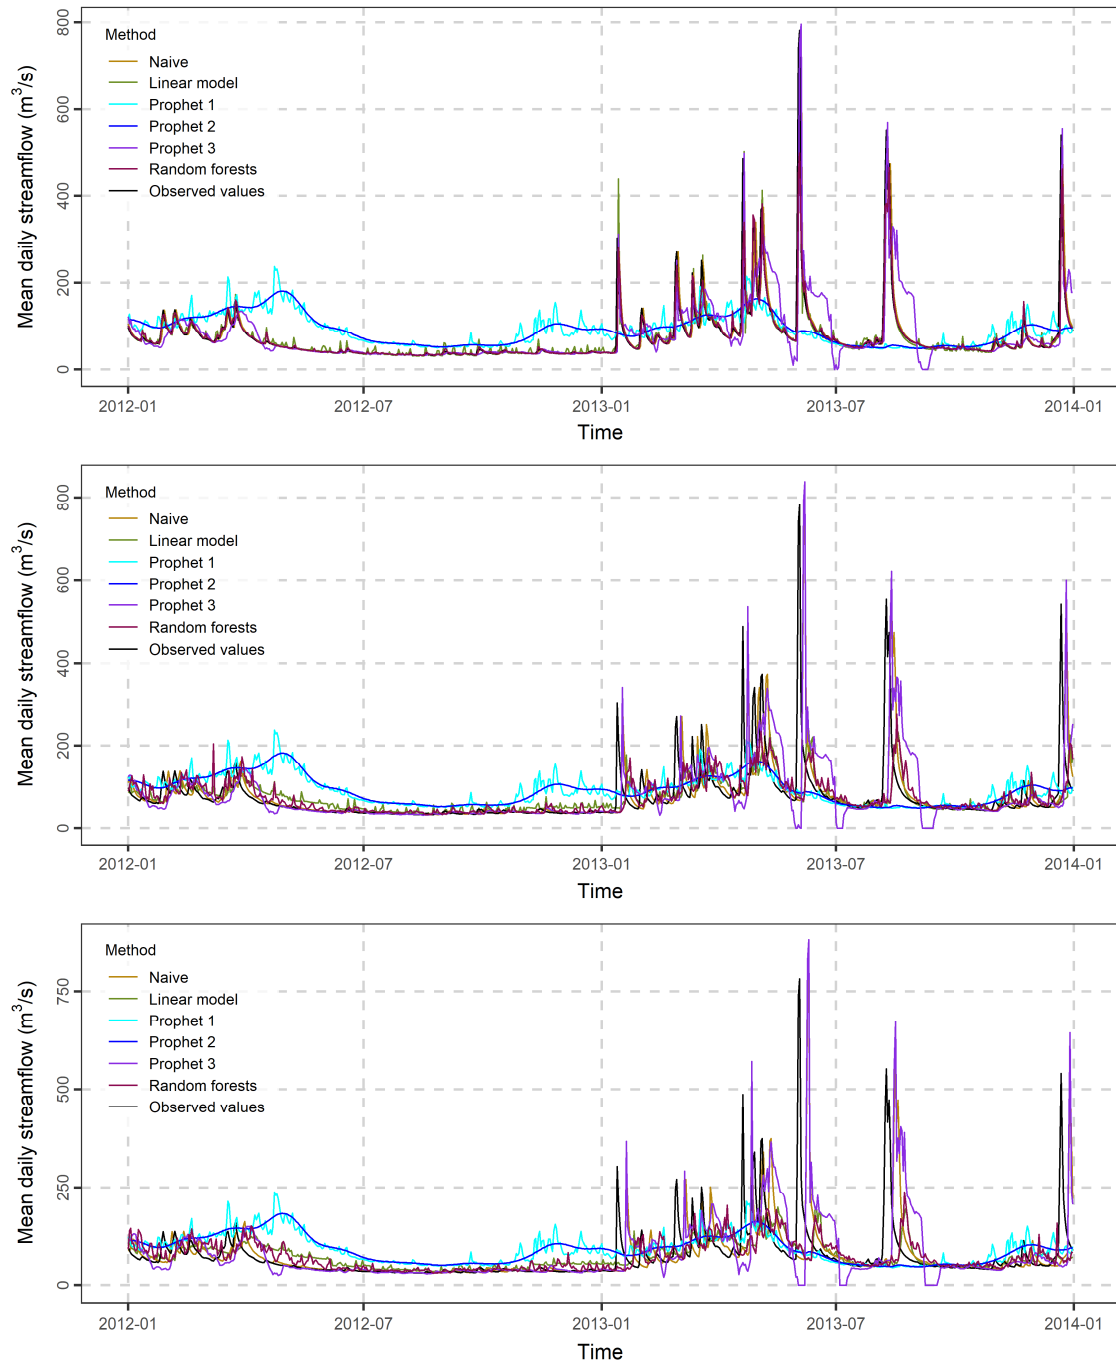 800
600
400
200
0
Mean daily streamflow (m³/s)
Method
Naive
Linear model
Prophet 1
Prophet 2
Prophet 3
Random forests
Observed values
2012-01 2012-07 2013-01 2013-07 2014-01
Time
800
600
400
200
0
Mean daily streamflow (m³/s)
Method
Naive
Linear model
Prophet 1
Prophet 2
Prophet 3
Random forests
Observed values
2012-01 2012-07 2013-01 2013-07 2014-01
Time
750
500
250
0
Mean daily streamflow (m³/s)
Method
Naive
Linear model
Prophet 1
Prophet 2
Prophet 3
Random forests
Observed values
2012-01 2012-07 2013-01 2013-07 2014-01
Time